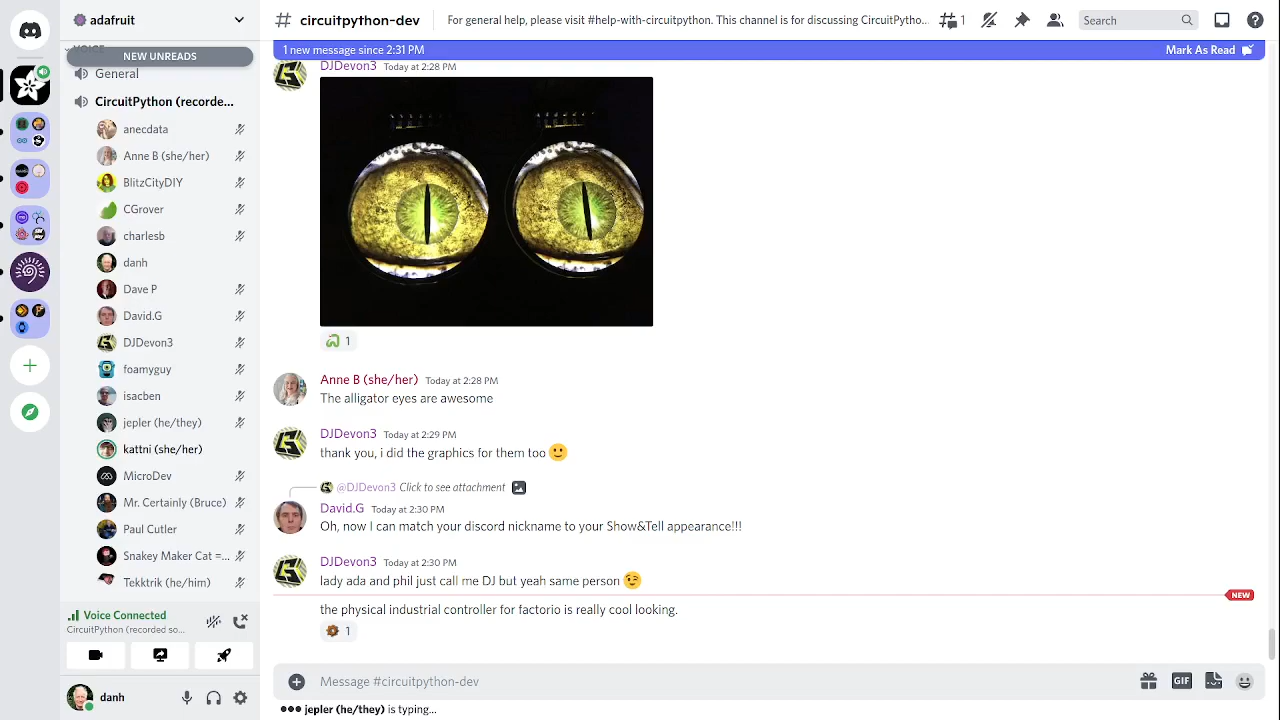 adafruit
# circuitpython-dev
For general help, please visit #help-with-circuitpython. This channel is for discussing CircuitPytho...
1
Search
1 new message since 2:31 PM
Mark As Read
NEW UNREADS
General
CircuitPython (recorde...
anecdata
Anne B (she/her)
BlitzCityDIY
CGrover
charlesb
danh
Dave P
David.G
DJDevon3
foamyguy
isacben
jepler (he/they)
kattni (she/her)
MicroDev
Mr. Certainly (Bruce)
Paul Cutler
Snakey Maker Cat =...
Tekktrik (he/him)
Voice Connected
CircuitPython (recorded so...
danh
DJDevon3 Today at 2:28 PM
1
Anne B (she/her) Today at 2:28 PM
The alligator eyes are awesome
DJDevon3 Today at 2:29 PM
thank you, i did the graphics for them too
@DJDevon3 Click to see attachment
David.G Today at 2:30 PM
Oh, now I can match your discord nickname to your Show&Tell appearance!!!
DJDevon3 Today at 2:30 PM
lady ada and phil just call me DJ but yeah same person
NEW
the physical industrial controller for factorio is really cool looking.
1
Message #circuitpython-dev
GIF
jepler (he/they) is typing...